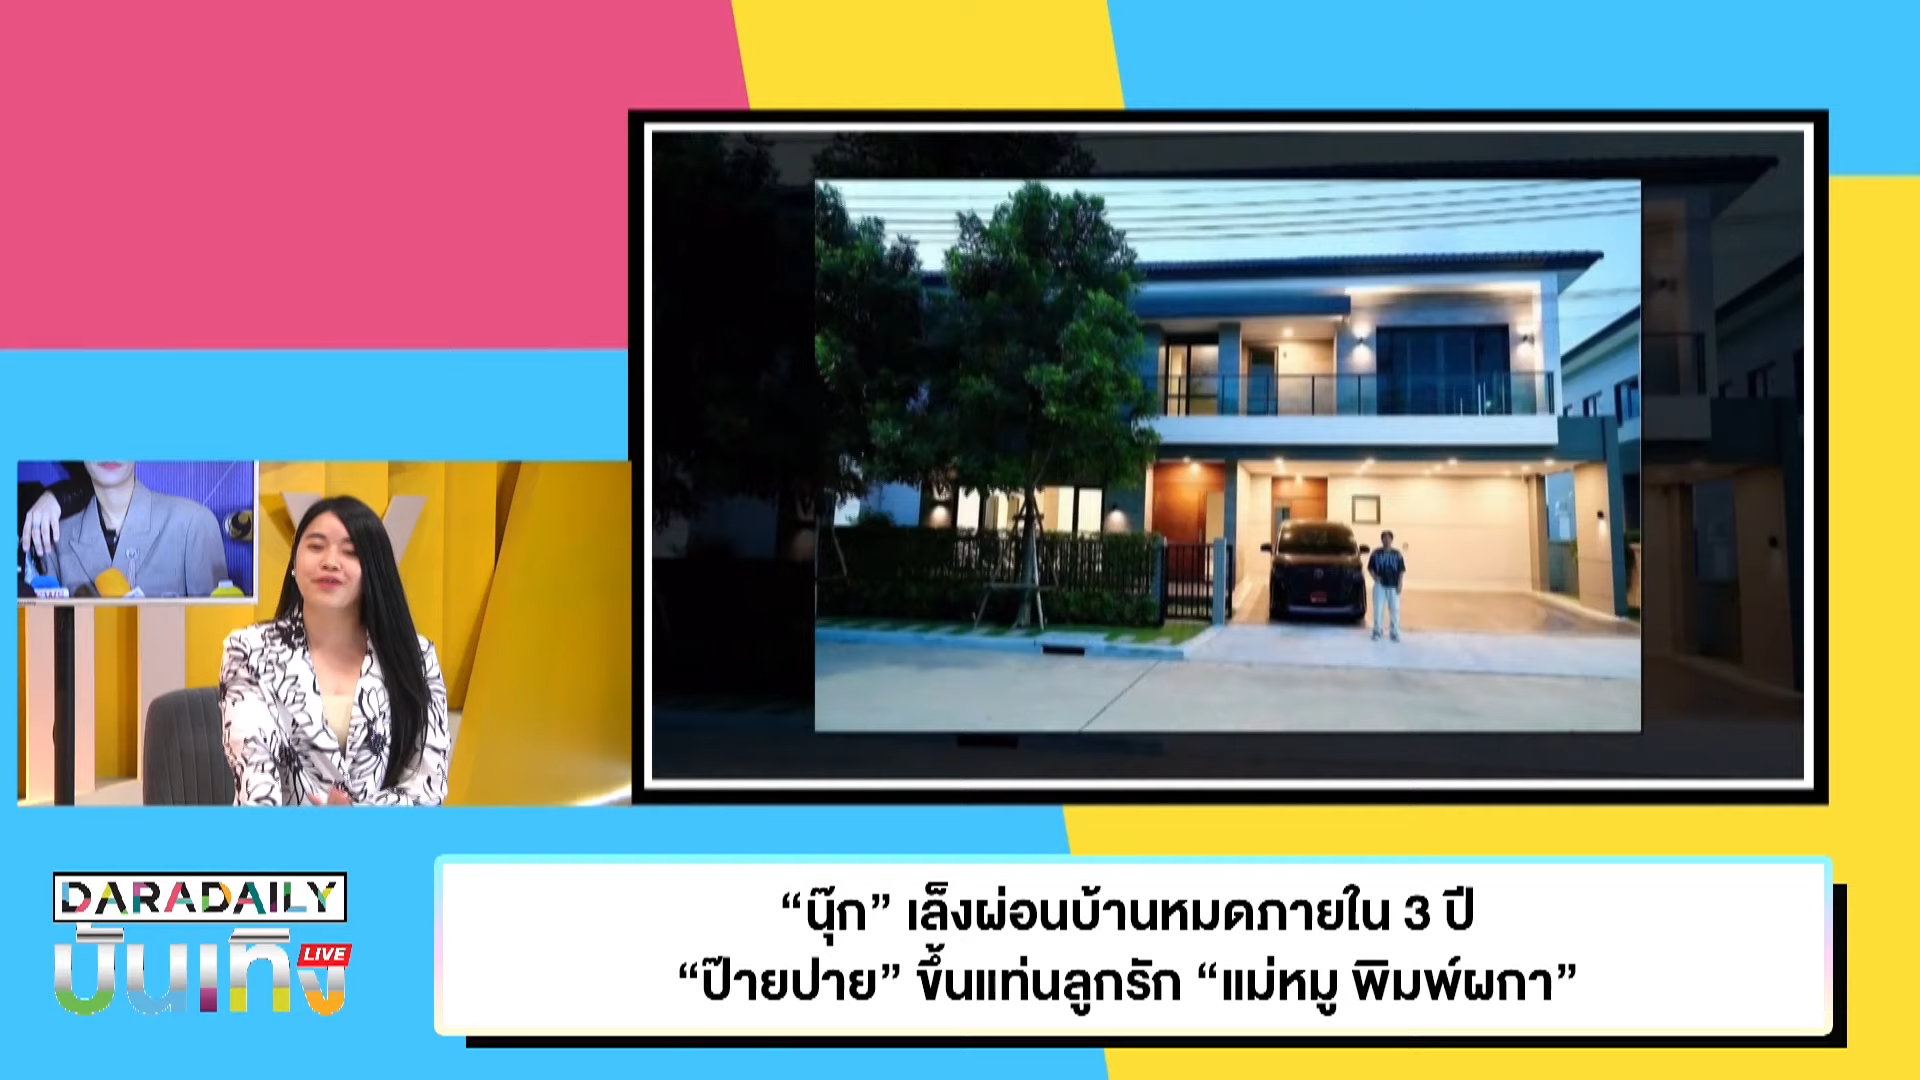 DARADAILY
บันเทิง
LIVE
“นุ๊ก” เล็งผ่อนบ้านหมดภายใน 3 ปี
“ป๊ายปาย” ขึ้นแท่นลูกรัก “แม่หมู พิมพ์ผกา”